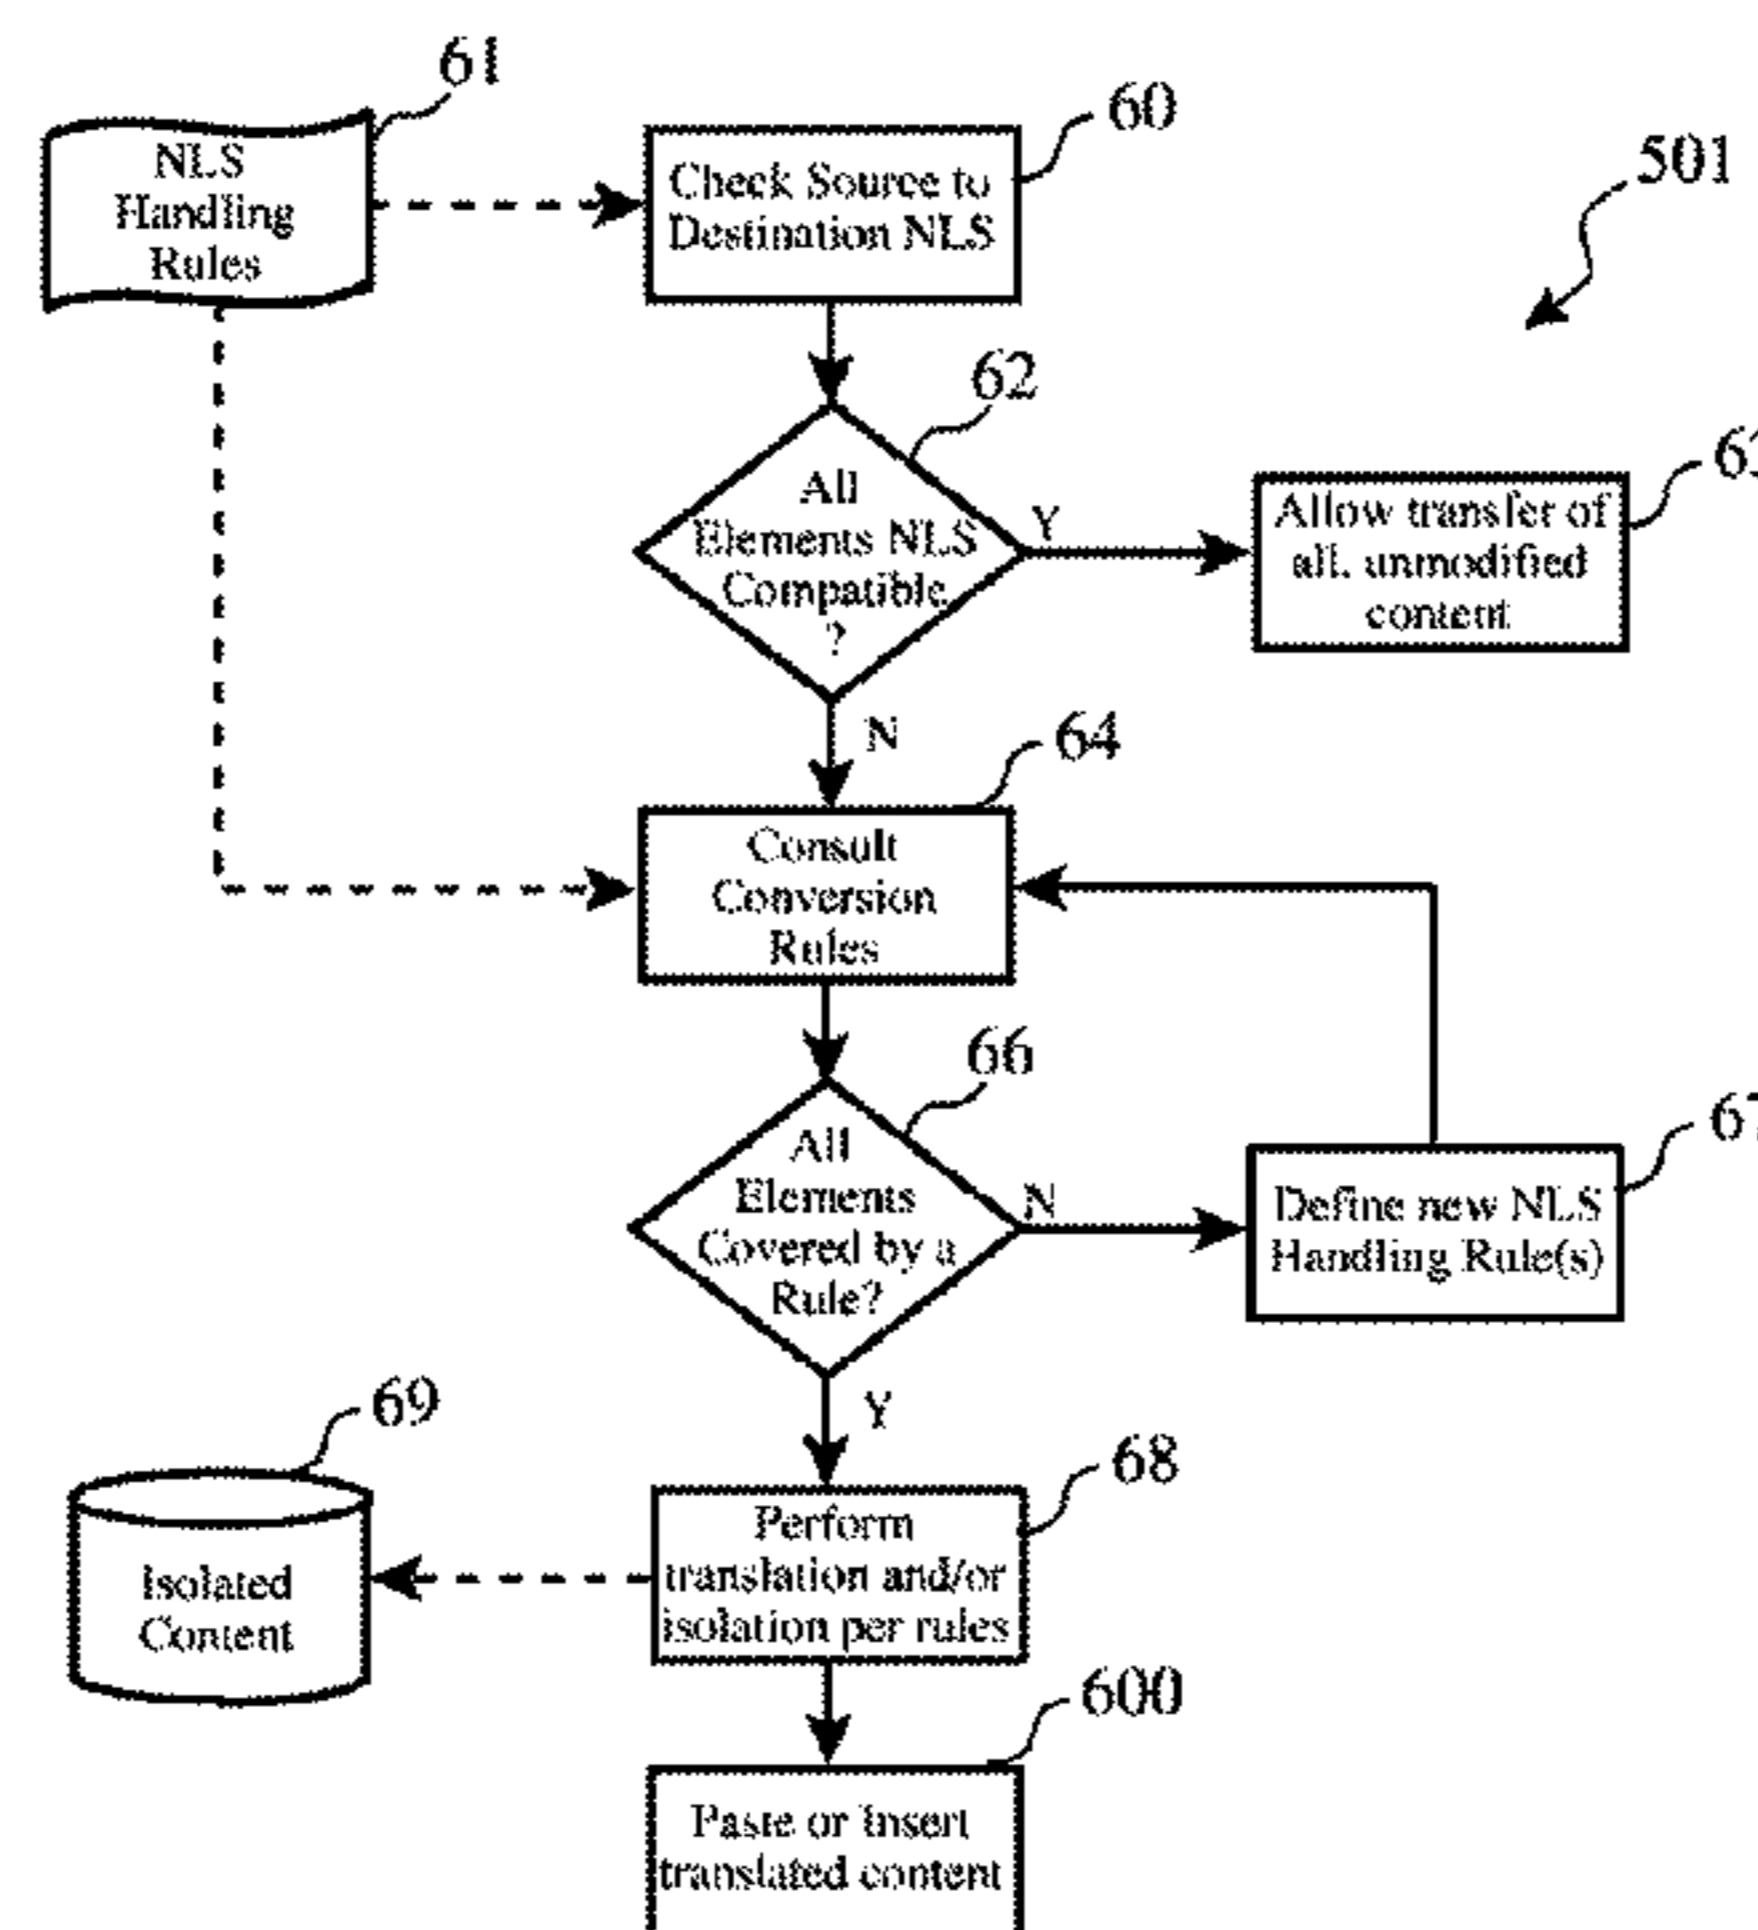 61
NLS
Handling
Rules
60
Check Source to
Destination NLS
501
62
All
Elements NLS
Compatible
?
Y
Allow transfer of
all, unmodified
content
N
64
Consult
Conversion
Rules
66
All
Elements
Covered by a
Rule?
N
67
Define new NLS
Handling Rule(s)
Y
69
Isolated
Content
68
Perform
translation and/or
isolation per rules
600
Paste or Insert
translated content